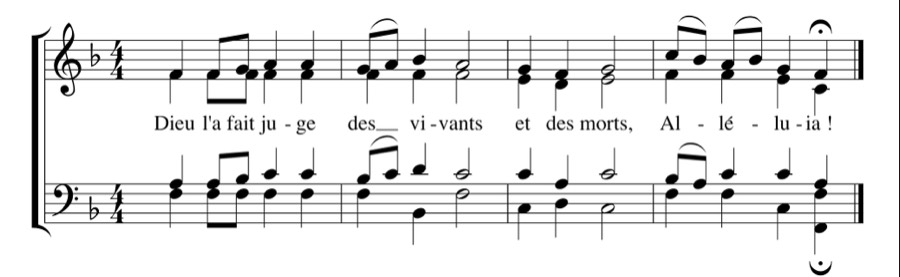 Dieu l'a fait ju - ge des__ vi - vants et des morts, Al - lé - lu - ia !